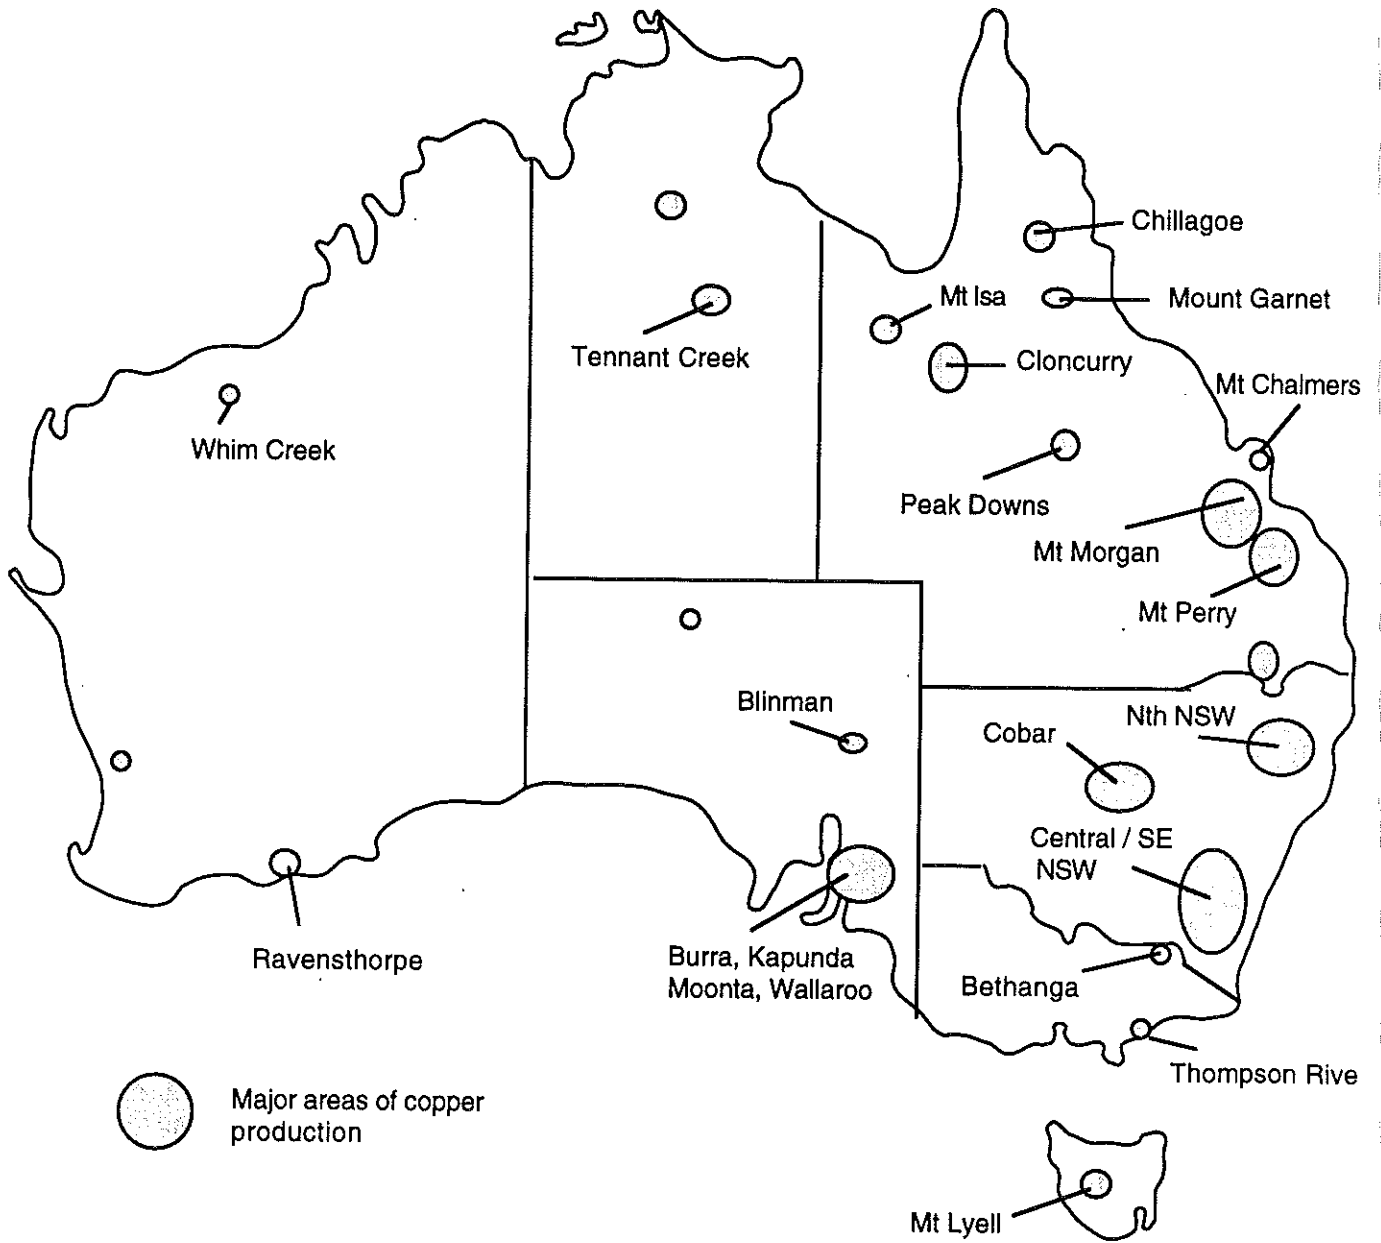 Chillagoe
Mt Isa
Mount Garnet
Tennant Creek
Cloncurry
Mt Chalmers
Whim Creek
Peak Downs
Mt Morgan
Mt Perry
Blinman
Nth NSW
Cobar
Central / SE
NSW
Ravensthorpe
Burra, Kapunda
Moonta, Wallaroo
Bethanga
Thompson Rive
Major areas of copper
production
Mt Lyell